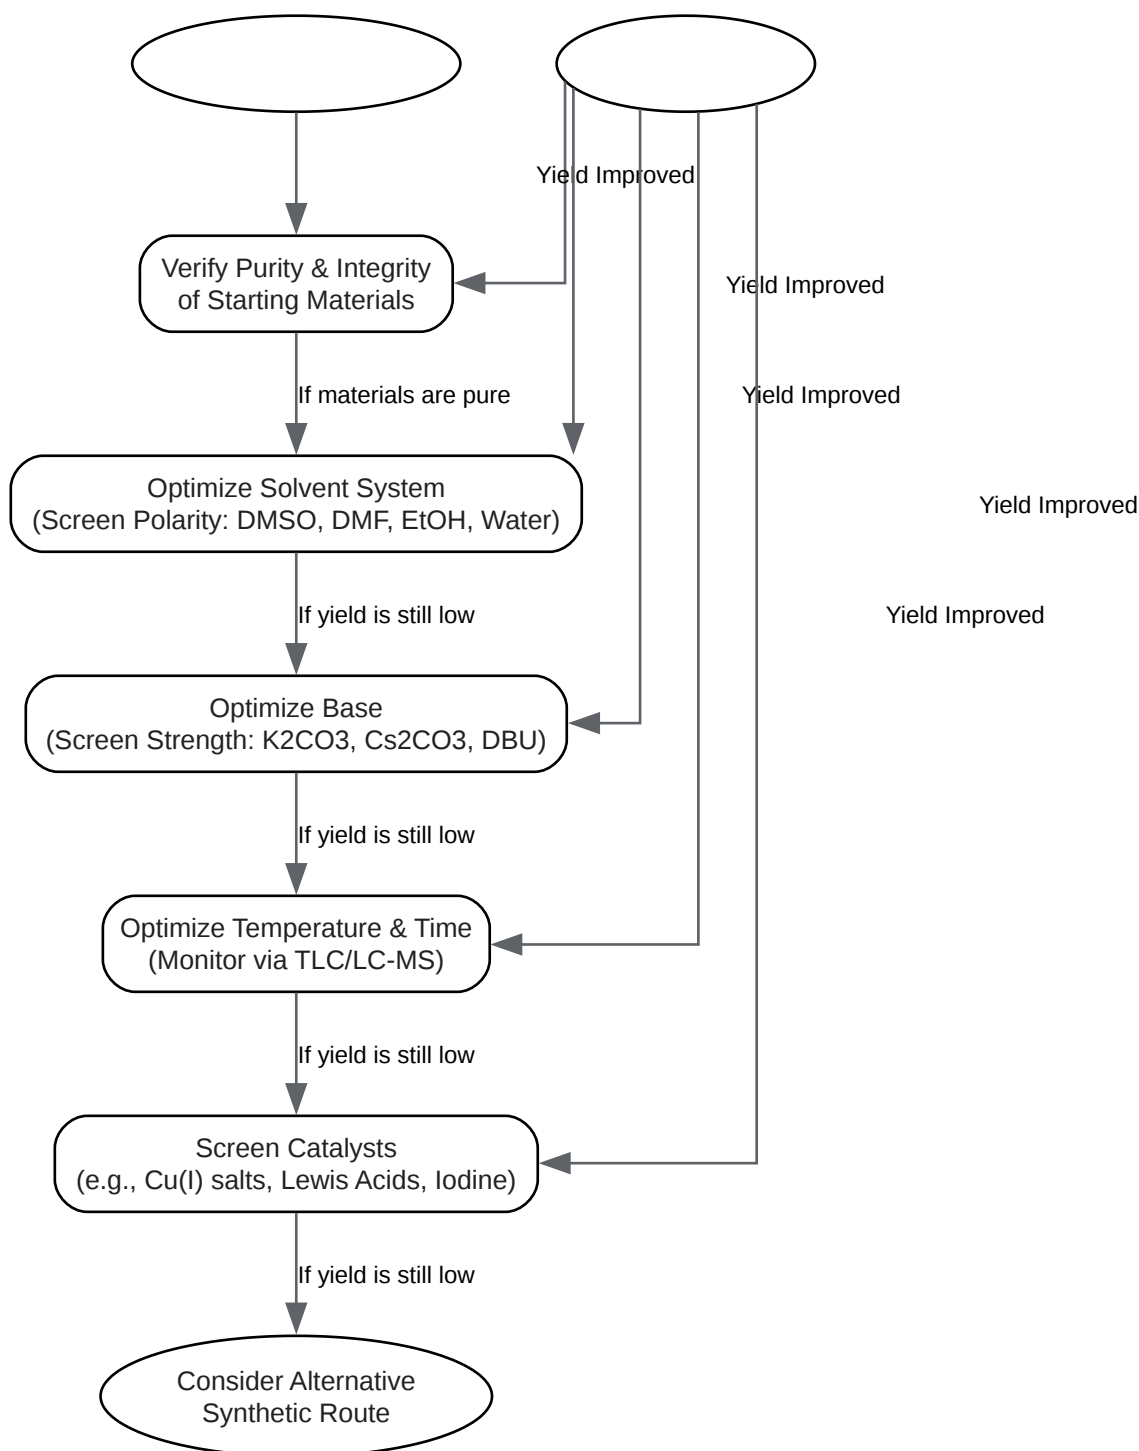 Yield Improved
Verify Purity & Integrity
of Starting Materials
Yield Improved
If materials are pure
Yield Improved
Optimize Solvent System
(Screen Polarity: DMSO, DMF, EtOH, Water)
Yield Improved
If yield is still low
Yield Improved
Optimize Base
(Screen Strength: K2CO3, Cs2CO3, DBU)
If yield is still low
Optimize Temperature & Time
(Monitor via TLC/LC-MS)
If yield is still low
Screen Catalysts
(e.g., Cu(I) salts, Lewis Acids, Iodine)
If yield is still low
Consider Alternative
Synthetic Route